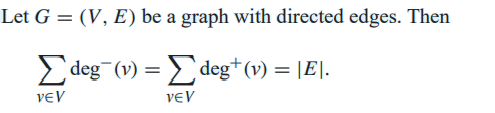 Let G = (V, E) be a graph with directed edges. Then
∑ deg⁻(v) = ∑ deg⁺(v) = |E|.
v∈V v∈V